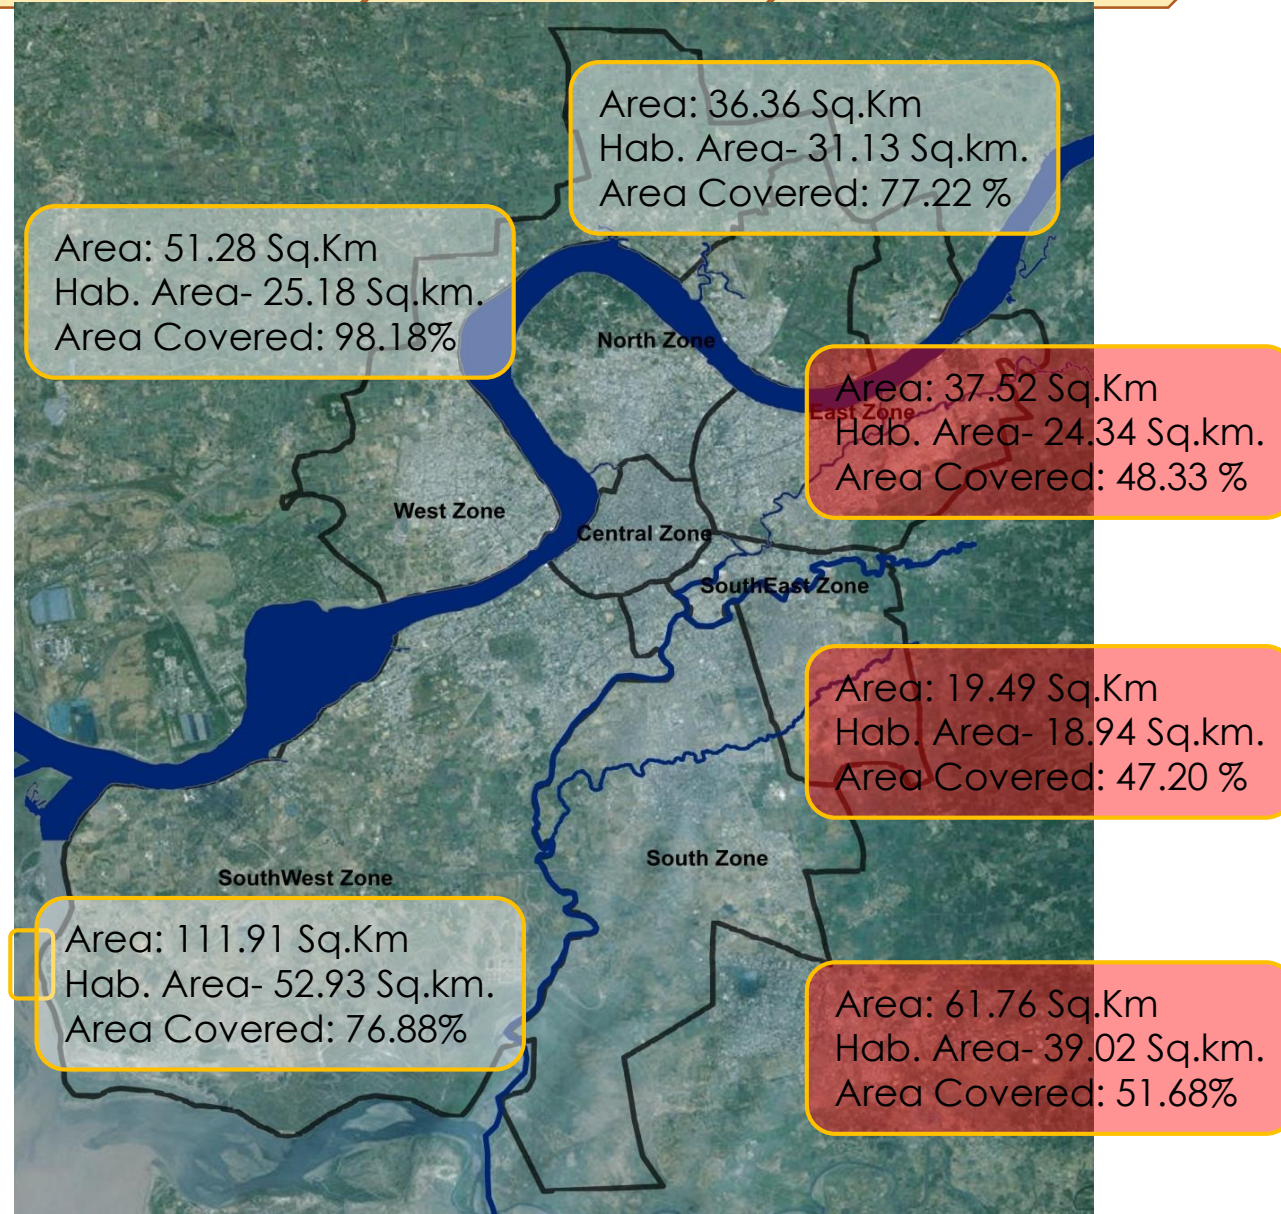 Area: 36.36 Sq.Km
Hab. Area- 31.13 Sq.km.
Area Covered: 77.22 %
Area: 51.28 Sq.Km
Hab. Area- 25.18 Sq.km.
Area Covered: 98.18%
North Zone
Area: 37.52 Sq.Km
East Zone
Hab. Area- 24.34 Sq.km.
Area Covered: 48.33 %
West Zone
Central Zone
SouthEast Zone
Area: 19.49 Sq.Km
Hab. Area- 18.94 Sq.km.
Area Covered: 47.20 %
South Zone
SouthWest Zone
Area: 111.91 Sq.Km
Hab. Area- 52.93 Sq.km.
Area Covered: 76.88%
Area: 61.76 Sq.Km
Hab. Area- 39.02 Sq.km.
Area Covered: 51.68%